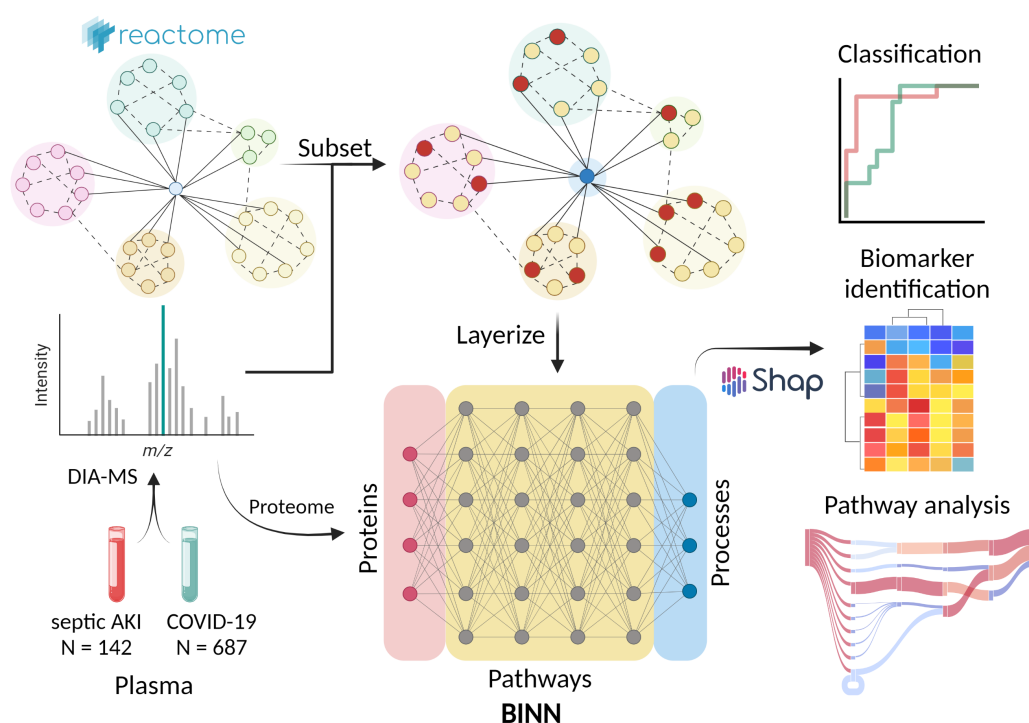 reactome
Subset
Classification
Biomarker
identification
Intensity
m/z
DIA-MS
Layerize
Shap
Proteome
Proteins
Processes
Pathway analysis
septic AKI
N = 142
COVID-19
N = 687
Plasma
Pathways
BINN